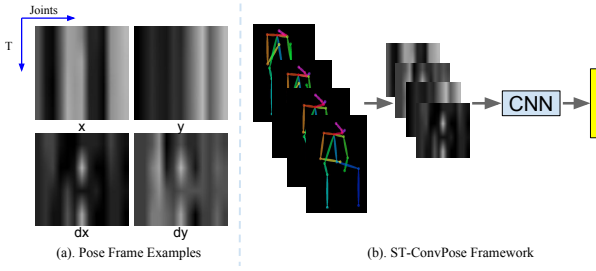 Joints
T
x
y
dx
dy
(a). Pose Frame Examples
CNN
(b). ST-ConvPose Framework